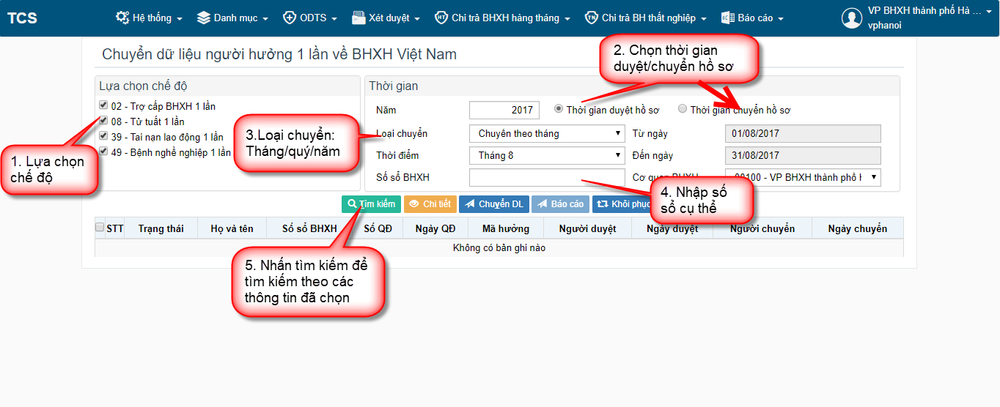 TCS
Hệ thống
Danh mục
ODTS
Xét duyệt
Chi trả BHXH hàng tháng
Chi trả BH thất nghiệp
Báo cáo
VP BHXH thành phố Hà ...
vphanoi
Chuyển dữ liệu người hưởng 1 lần về BHXH Việt Nam
2. Chọn thời gian
duyệt/chuyển hồ sơ
Lựa chọn chế độ
02 - Trợ cấp BHXH 1 lần
08 - Tử tuất 1 lần
39 - Tai nạn lao động 1 lần
49 - Bệnh nghề nghiệp 1 lần
1. Lựa chọn
chế độ
Thời gian
Năm
2017
Thời gian duyệt hồ sơ
Thời gian chuyển hồ sơ
3.Loại chuyển:
Tháng/quý/năm
Loại chuyển
Chuyển theo tháng
Từ ngày
01/08/2017
Thời điểm
Tháng 8
Đến ngày
31/08/2017
Số sổ BHXH
Cơ quan BHXH
00100 - VP BHXH thành phố H
4. Nhập số
sổ cụ thể
Tìm kiếm
Chi tiết
Chuyển DL
Báo cáo
Khôi phục
STT
Trạng thái
Họ và tên
Số sổ BHXH
Số QĐ
Ngày QĐ
Mã hưởng
Người duyệt
Ngày duyệt
Người chuyển
Ngày chuyển
Không có bản ghi nào
5. Nhấn tìm kiếm để
tìm kiếm theo các
thông tin đã chọn